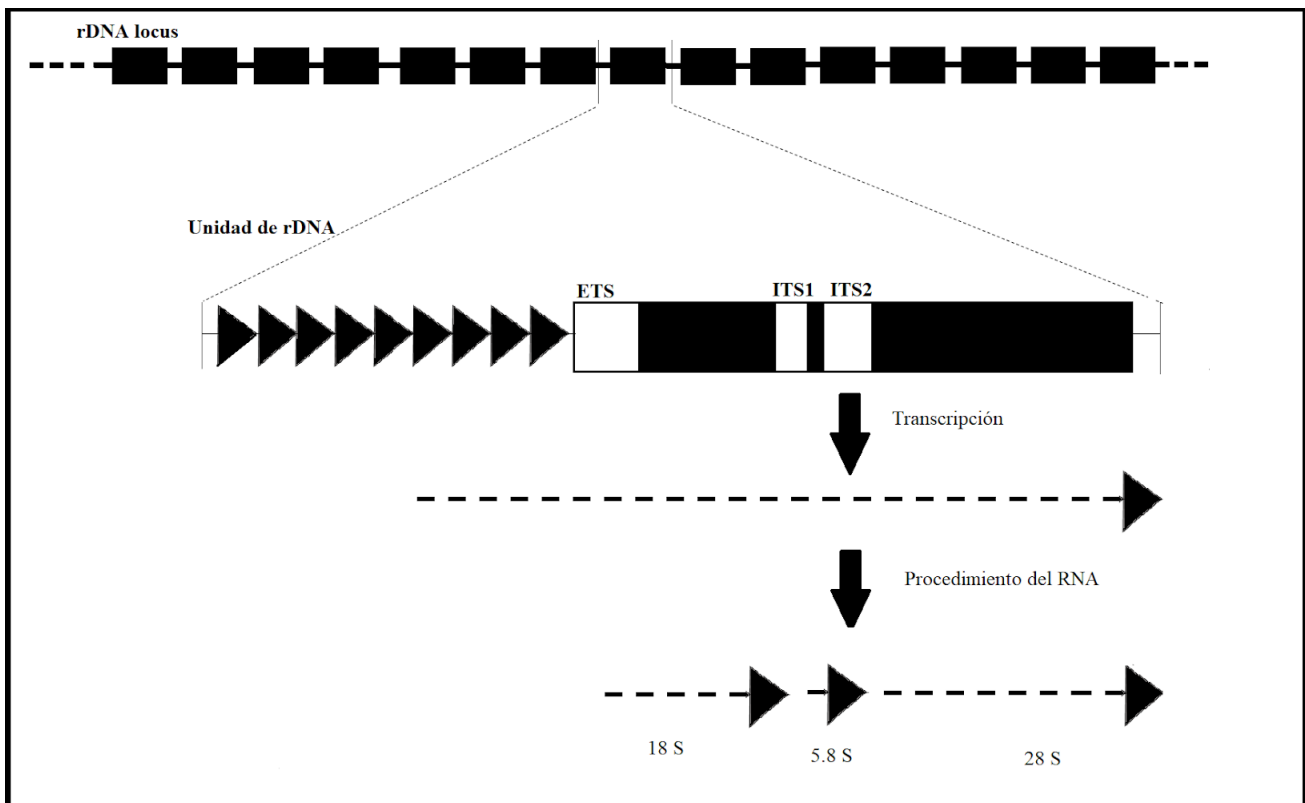 rDNA locus
Unidad de rDNA
ETS
ITS1
ITS2
Transcripción
Procedimiento del RNA
18 S
5.8 S
28 S